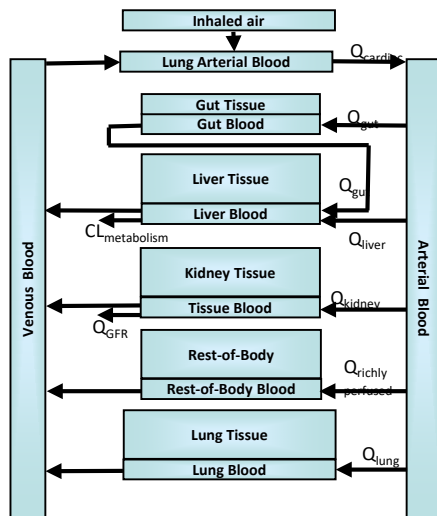 Inhaled air
Lung Arterial Blood
Qcardiac
Gut Tissue
Gut Blood
Qgut
Liver Tissue
Qgut
Liver Blood
CLmetabolism
Qliver
Kidney Tissue
Qkidney
Tissue Blood
QGFR
Rest-of-Body
Qrichly
perfused
Rest-of-Body Blood
Lung Tissue
Qlung
Lung Blood
Venous Blood
Arterial Blood